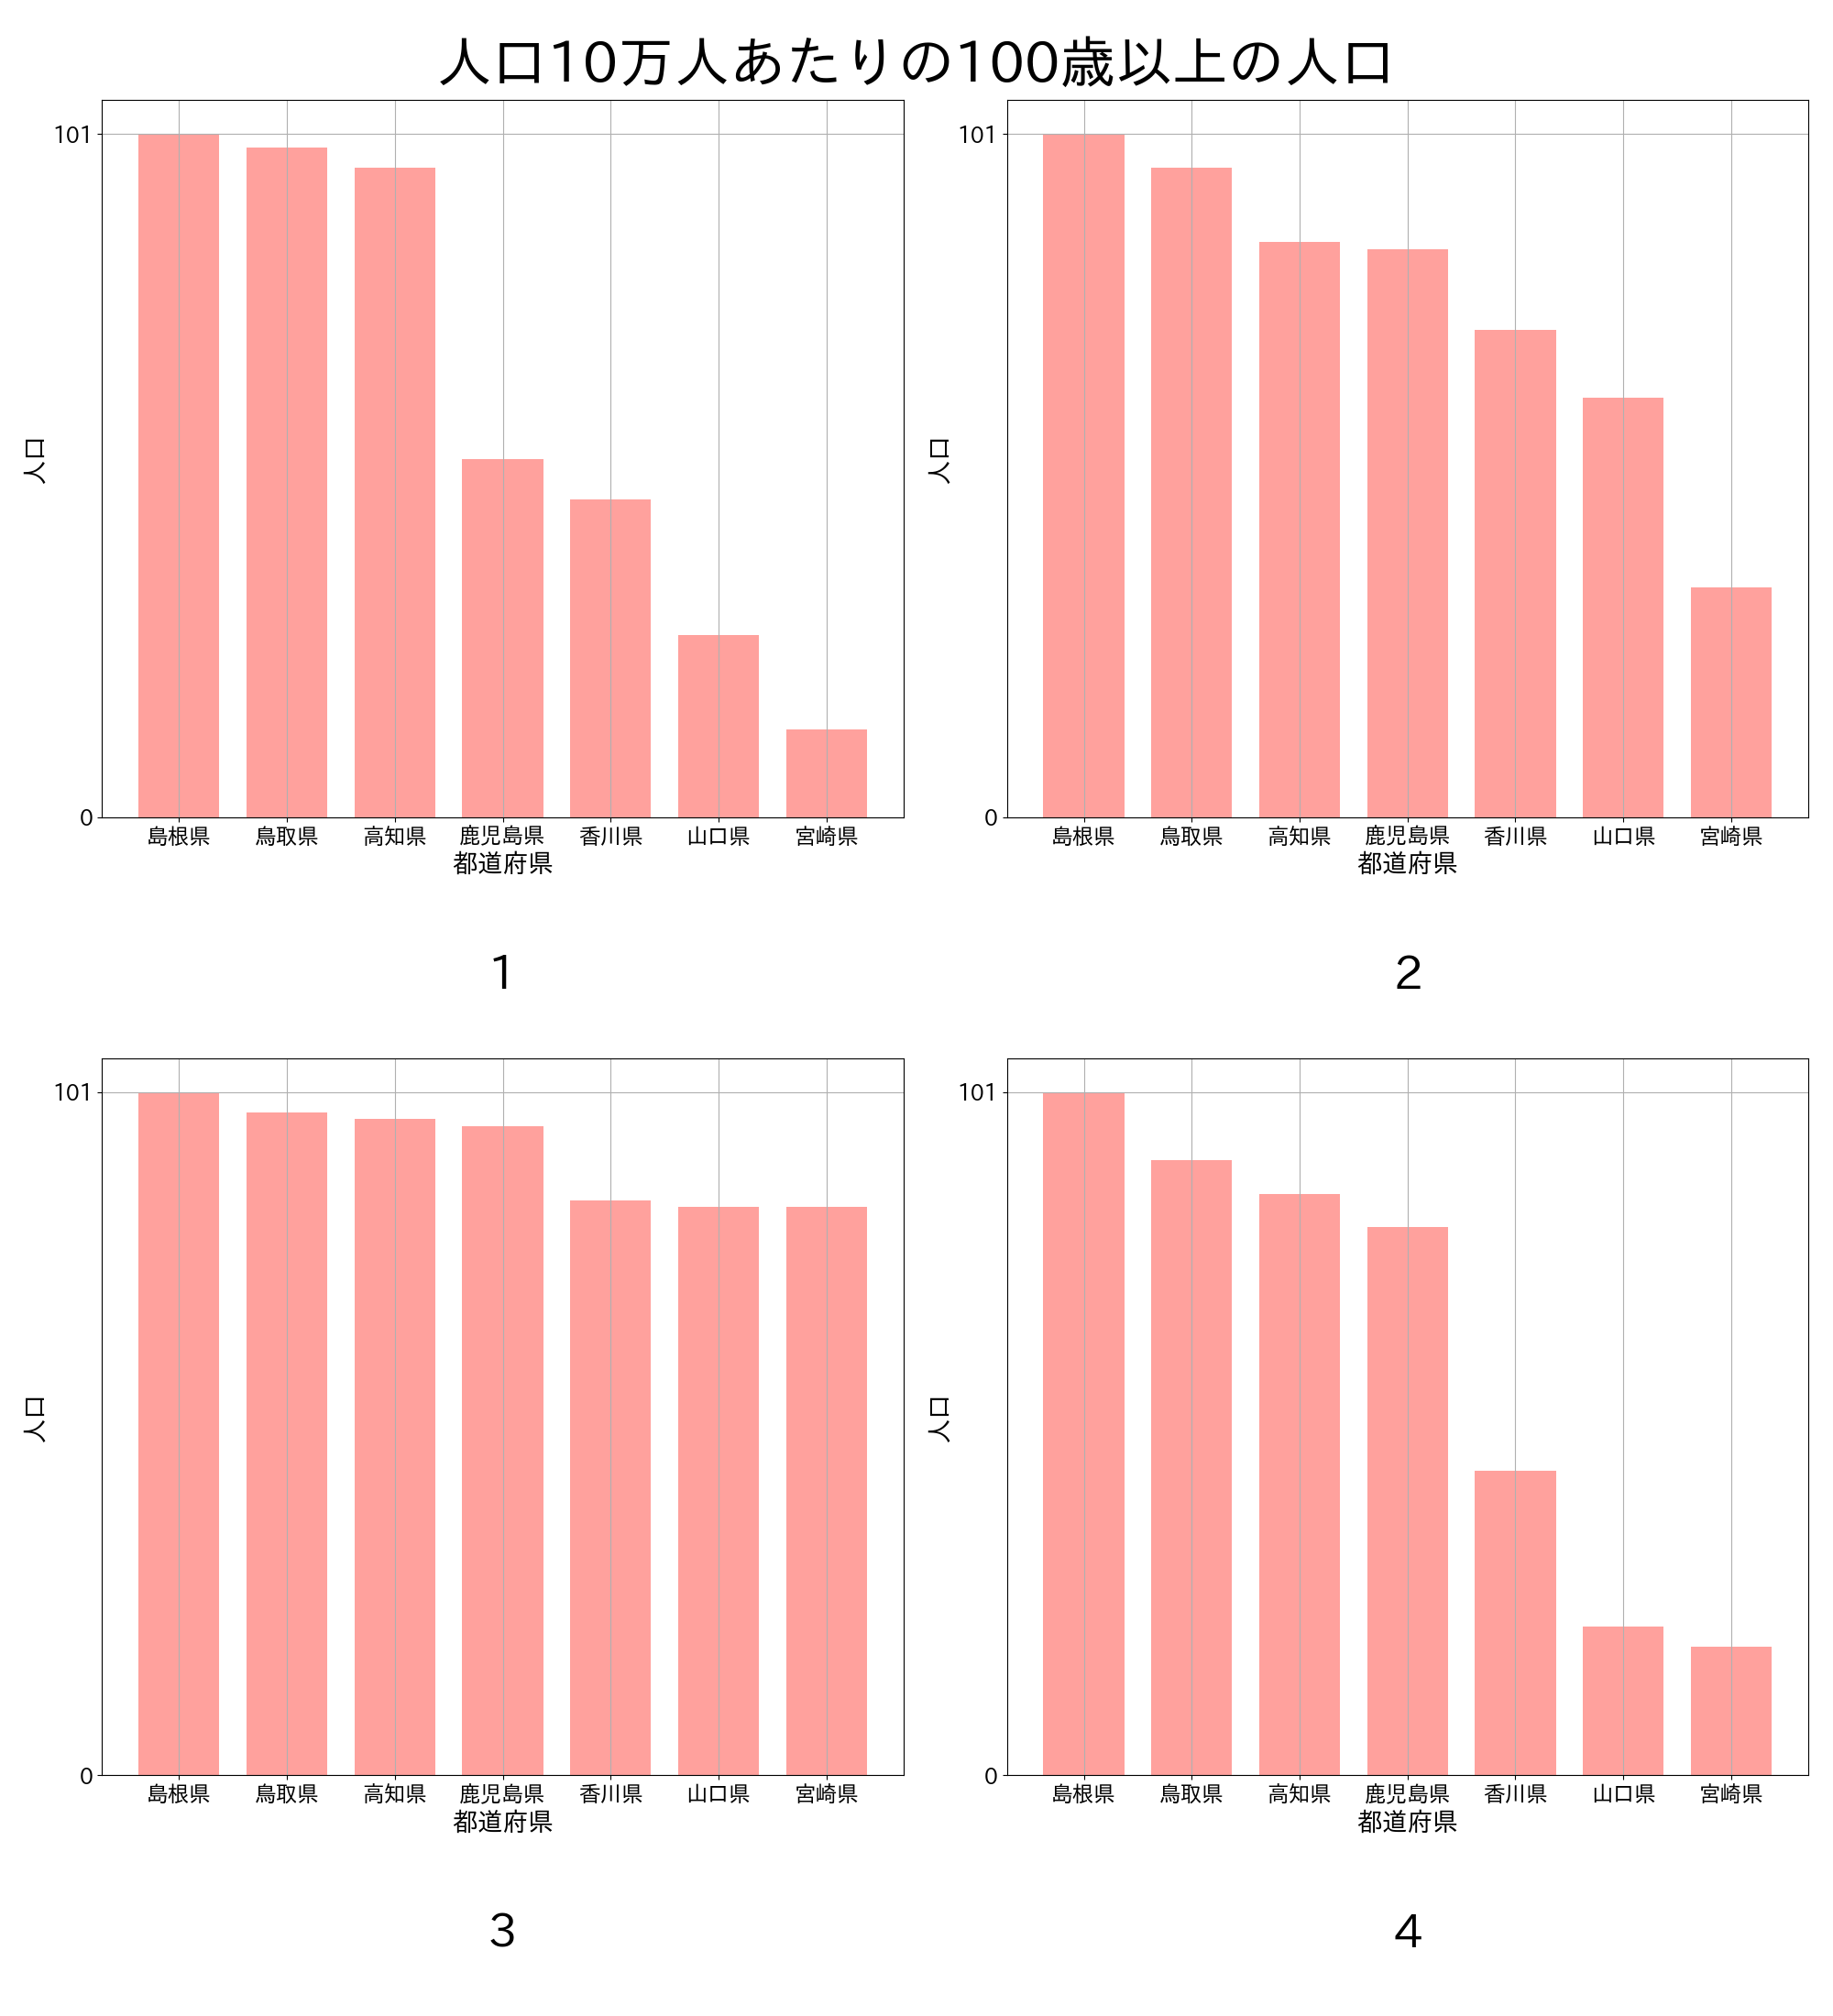 人口10万人あたりの100歳以上の人口
101
0
人口
島根県 鳥取県 高知県 鹿児島県 香川県 山口県 宮崎県
都道府県
1
101
0
人口
島根県 鳥取県 高知県 鹿児島県 香川県 山口県 宮崎県
都道府県
2
101
0
人口
島根県 鳥取県 高知県 鹿児島県 香川県 山口県 宮崎県
都道府県
3
101
0
人口
島根県 鳥取県 高知県 鹿児島県 香川県 山口県 宮崎県
都道府県
4